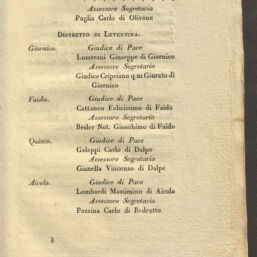 Assessore Segretario
Poglia Carlo di Olivone
DISTRETTO DI LEVENTINA.
Giornico. Giudice di Pace
Losserani Giuseppe di Giornico
Assessore Segretario
Giudice Cipriano q.m Giurato di
Giornico
Faido. Giudice di Pace
Cattaneo Felicissimo di Faido
Assessore Segretario
Besler Not. Gioachimo di Faido
Quinto. Giudice di Pace
Galeppi Carlo di Dalpe
Assessore Segretario
Gianella Vincenzo di Dalpe
Airolo. Giudice di Pace
Lombardi Massimino di Airola
Assessore Segretario
Pozzina Carlo di Bedretto
3